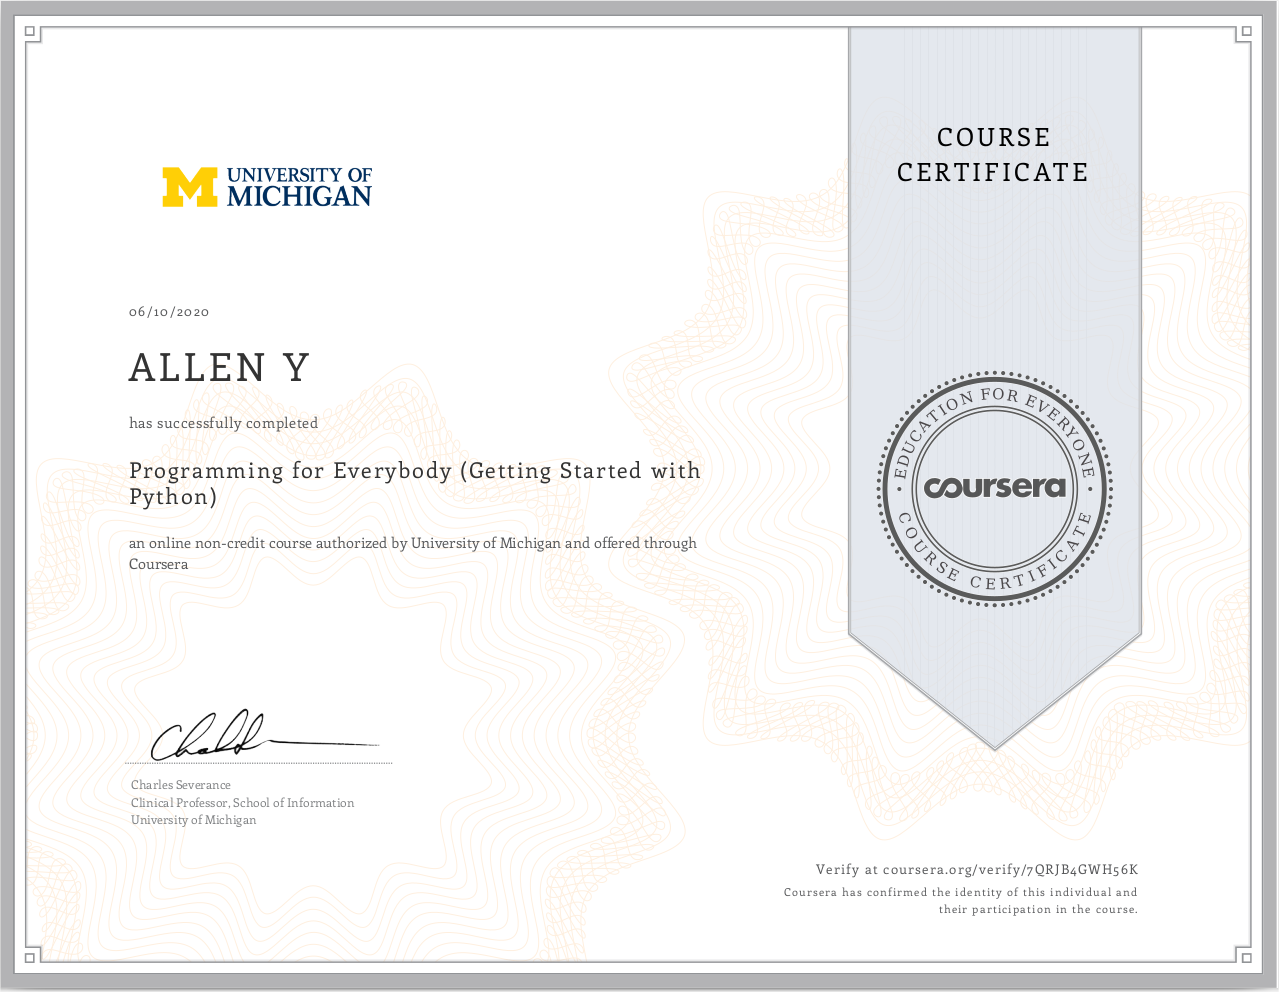 COURSE
CERTIFICATE
UNIVERSITY OF
MICHIGAN
06/10/2020
ALLEN Y
has successfully completed
Programming for Everybody (Getting Started with
Python)
an online non-credit course authorized by University of Michigan and offered through
Coursera
EDUCATION FOR EVERYONE
coursera
COURSE CERTIFICATE
Charles Severance
Clinical Professor, School of Information
University of Michigan
Verify at coursera.org/verify/7QRJB4GWH56K
Coursera has confirmed the identity of this individual and
their participation in the course.